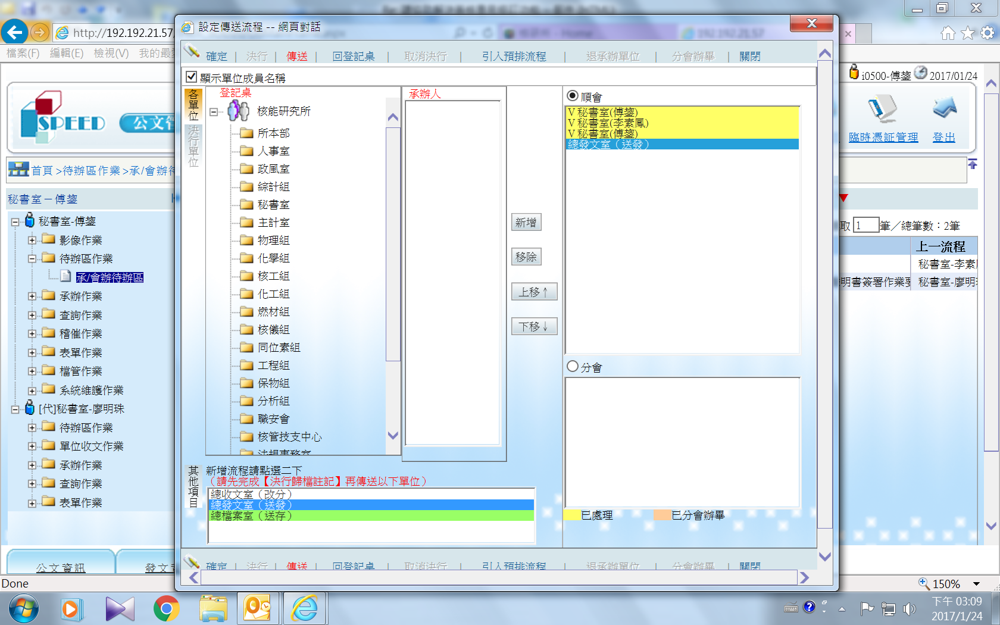 設定傳送流程 -- 網頁對話
http://192.192.21.57/
檔案(F) 編輯(E) 檢視(V) 我的最
確定 | 決行 | 傳送 | 回登記桌 | 取消決行 | 引入預排流程 | 退承辦單位 | 分會辦畢 | 關閉
顯示單位成員名稱
i0500-傅鋆 2017/01/24
SPEED 公文管
臨時憑証管理 登出
首頁 >待辦區作業 >承/會辦待
秘書室－傅鋆
秘書室-傅鋆
影像作業
待辦區作業
承/會辦待辦區
承辦作業
查詢作業
稽催作業
表單作業
檔管作業
系統維護作業
[代]秘書室-廖明珠
待辦區作業
單位收文作業
承辦作業
查詢作業
表單作業
公文資訊 發文
各單位
決行單位
登記桌
核能研究所
所本部
人事室
政風室
綜計組
秘書室
主計室
物理組
化學組
核工組
化工組
燃材組
核儀組
同位素組
工程組
保物組
分析組
職安會
核管技支中心
法規事務室
承辦人
新增
移除
上移↑
下移↓
順會
V 秘書室(傅鋆)
V 秘書室(李素鳳)
V 秘書室(傅鋆)
總發文室（送發）
分會
已處理 已分會辦畢
其他項目
新增流程請點選二下
（請先完成【決行歸檔註記】再傳送以下單位）
總收文室（改分）
總發文室（送發）
總檔案室（送存）
確定 | 決行 | 傳送 | 回登記桌 | 取消決行 | 引入預排流程 | 退承辦單位 | 分會辦畢 | 關閉
取 1 筆／總筆數：2筆
上一流程
秘書室-李素
明書簽署作業要 秘書室-廖明
Done
150%
下午 03:09
2017/1/24